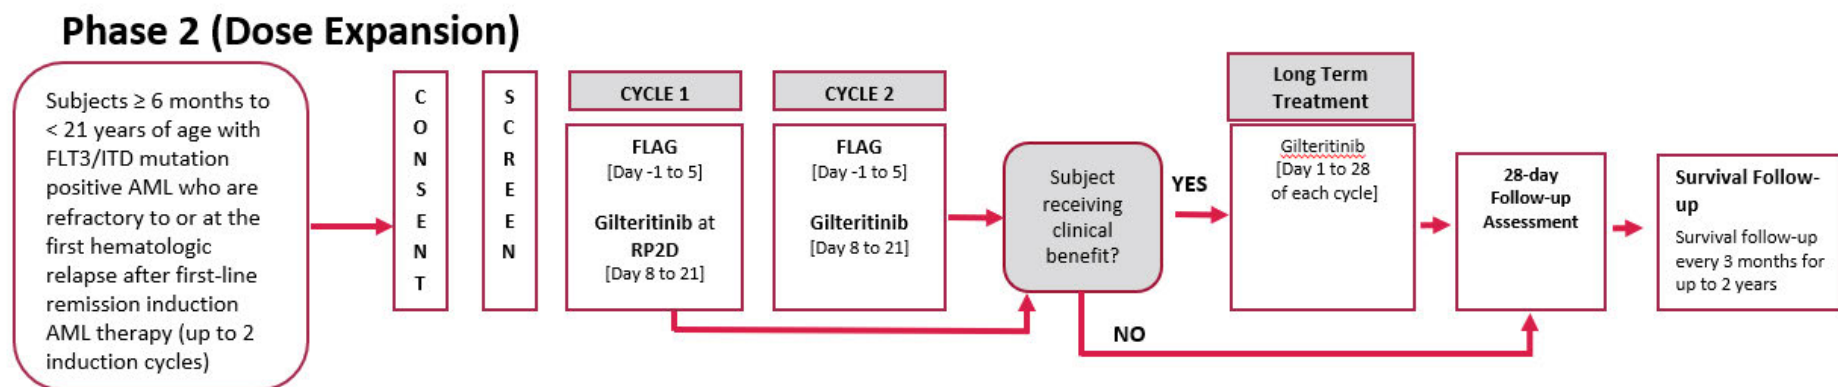 Phase 2 (Dose Expansion)
Subjects ≥ 6 months to
< 21 years of age with
FLT3/ITD mutation
positive AML who are
refractory to or at the
first hematologic
relapse after first-line
remission induction
AML therapy (up to 2
induction cycles)
CONSENT
SCREEN
CYCLE 1
FLAG
[Day -1 to 5]
Gilteritinib at
RP2D
[Day 8 to 21]
CYCLE 2
FLAG
[Day -1 to 5]
Gilteritinib
[Day 8 to 21]
Subject
receiving
clinical
benefit?
YES
NO
Long Term
Treatment
Gilteritinib
[Day 1 to 28
of each cycle]
28-day
Follow-up
Assessment
Survival Follow-
up
Survival follow-up
every 3 months for
up to 2 years